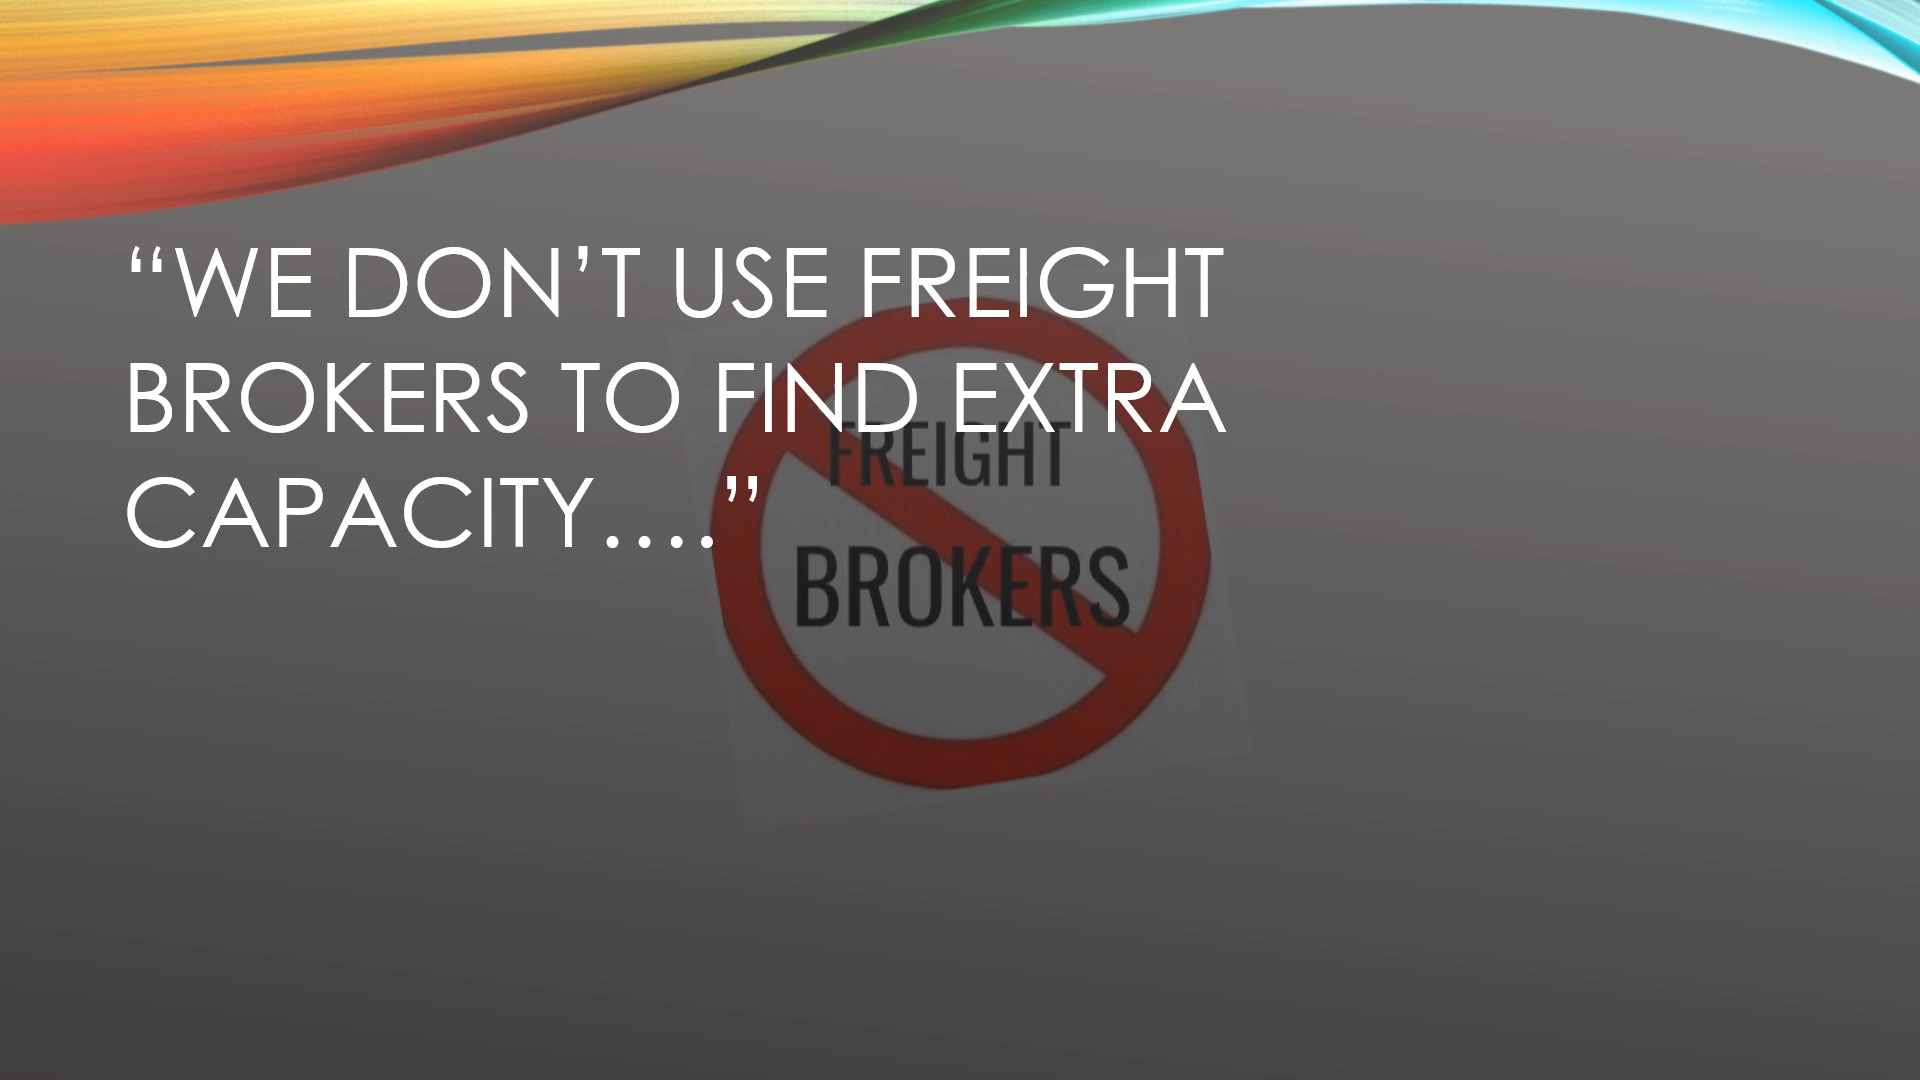 “WE DON’T USE FREIGHT
BROKERS TO FIND EXTRA
CAPACITY....”
FREIGHT
BROKERS